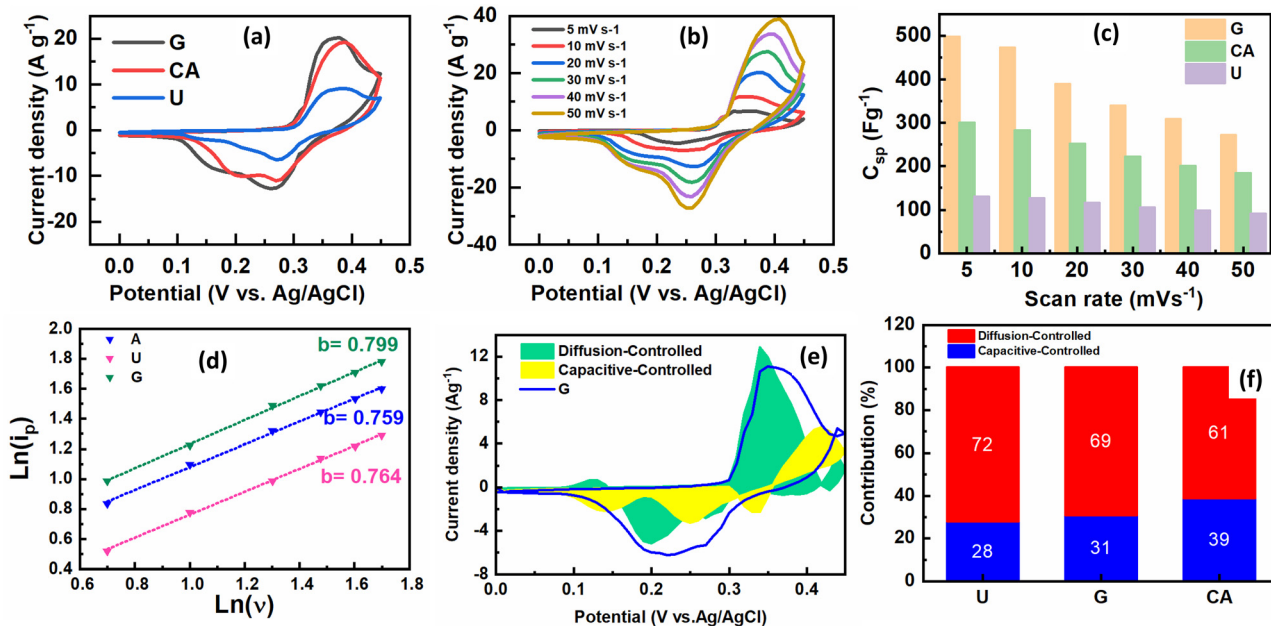 (a)
G
CA
U
Current density (A g⁻¹)
20
10
0
-10
-20
0.0 0.1 0.2 0.3 0.4 0.5
Potential (V vs. Ag/AgCl)
(b)
5 mV s-1
10 mV s-1
20 mV s-1
30 mV s-1
40 mV s-1
50 mV s-1
Current density (A g⁻¹)
40
20
0
-20
-40
0.0 0.1 0.2 0.3 0.4 0.5
Potential (V vs. Ag/AgCl)
(c)
G
CA
U
Csp (Fg⁻¹)
500
400
300
200
100
0
5 10 20 30 40 50
Scan rate (mVs⁻¹)
(d)
A
U
G
b= 0.799
b= 0.759
b= 0.764
Ln(ip)
2.0
1.8
1.6
1.4
1.2
1.0
0.8
0.6
0.4
0.6 0.8 1.0 1.2 1.4 1.6 1.8
Ln(ν)
(e)
Diffusion-Controlled
Capacitive-Controlled
G
Current density (Ag⁻¹)
12
8
4
0
-4
-8
0.0 0.1 0.2 0.3 0.4
Potential (V vs.Ag/AgCl)
(f)
Diffusion-Controlled
Capacitive-Controlled
Contribution (%)
120
100
80
60
40
20
0
72 69 61
28 31 39
U G CA